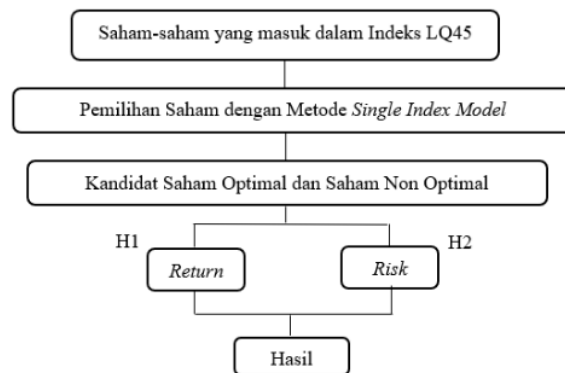 Saham-saham yang masuk dalam Indeks LQ45
Pemilihan Saham dengan Metode Single Index Model
Kandidat Saham Optimal dan Saham Non Optimal
H1
H2
Return
Risk
Hasil